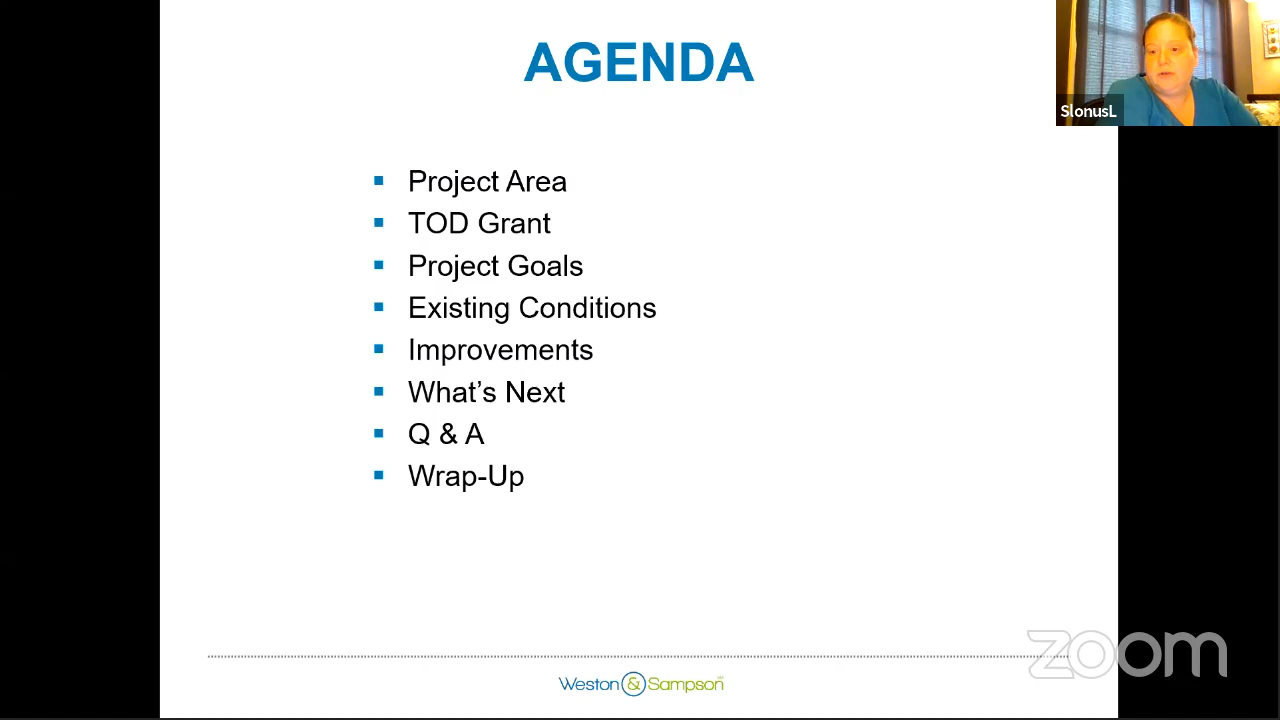 AGENDA
SlonusL
Project Area
TOD Grant
Project Goals
Existing Conditions
Improvements
What’s Next
Q & A
Wrap-Up
zoom
Weston & Sampson